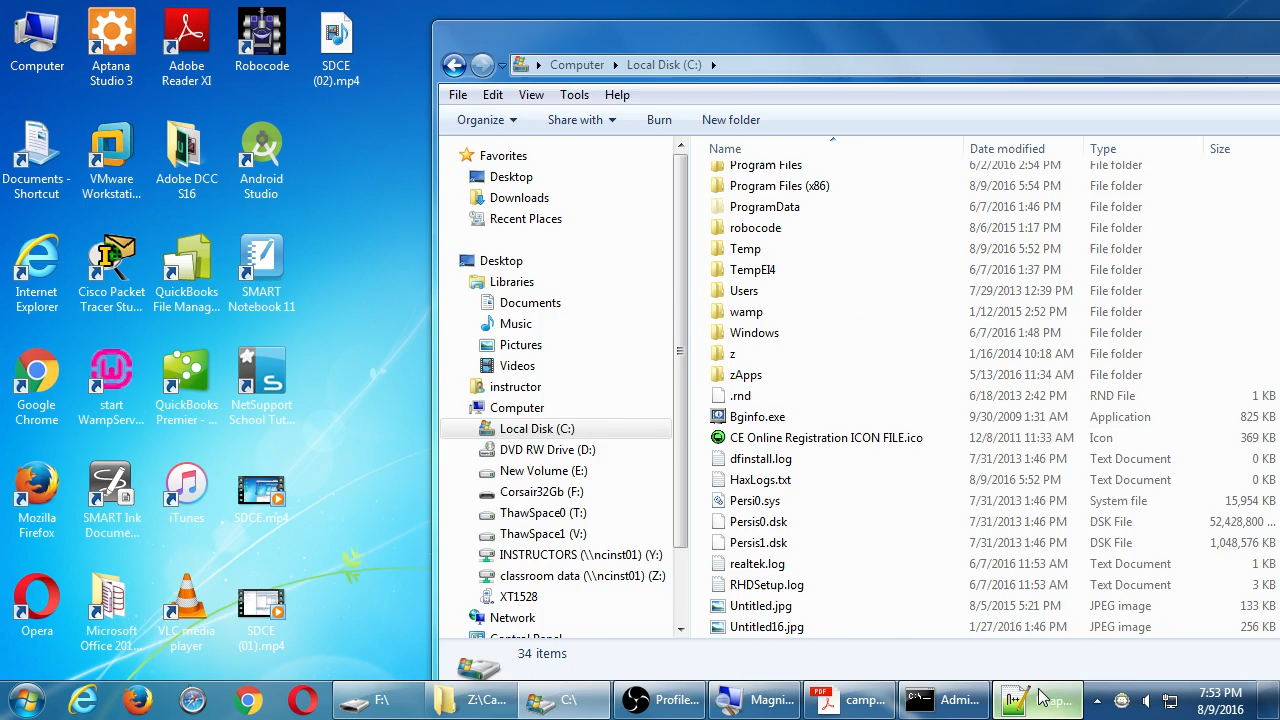 Computer
Aptana
Studio 3
Adobe
Reader XI
Robocode
SDCE
(02).mp4
Documents -
Shortcut
VMware
Workstati...
Adobe DCC
S16
Android
Studio
Internet
Explorer
Cisco Packet
Tracer Stu...
QuickBooks
File Manag...
SMART
Notebook 11
Google
Chrome
start
WampServ...
QuickBooks
Premier - ...
NetSupport
School Tut...
Mozilla
Firefox
SMART Ink
Docume...
iTunes
SDCE.mp4
Opera
Microsoft
Office 201...
VLC media
player
SDCE
(01).mp4
Computer Local Disk (C:)
File Edit View Tools Help
Organize Share with Burn New folder
Favorites
Desktop
Downloads
Recent Places
Desktop
Libraries
Documents
Music
Pictures
Videos
instructor
Computer
Local Disk (C:)
DVD RW Drive (D:)
New Volume (E:)
Corsair32Gb (F:)
ThawSpace0 (T:)
ThawSpace1 (V:)
INSTRUCTORS (\\ncinst01) (Y:)
classroom data (\\ncinst01) (Z:)
XT1528
Network
Control Panel
Name Date modified Type Size
Program Files 6/2/2016 2:54 PM File folder
Program Files (x86) 8/9/2016 5:54 PM File folder
ProgramData 6/7/2016 1:46 PM File folder
robocode 8/6/2015 1:17 PM File folder
Temp 8/9/2016 5:52 PM File folder
TempEI4 6/7/2016 1:37 PM File folder
Users 7/29/2013 12:39 PM File folder
wamp 1/12/2015 2:52 PM File folder
Windows 6/7/2016 1:48 PM File folder
z 1/16/2014 10:18 AM File folder
zApps 5/13/2016 11:34 AM File folder
.rnd 6/18/2013 2:42 PM RND File 1 KB
Bginfo.exe 10/8/2009 1:31 AM Application 825 KB
CE Online Registration ICON FILE.ico 12/8/2011 11:33 AM Icon 369 KB
dfinstall.log 7/31/2013 1:46 PM Text Document 0 KB
HaxLogs.txt 8/9/2016 5:52 PM Text Document 0 KB
Persi0.sys 7/31/2013 1:46 PM System file 15,954 KB
Persis0.dsk 7/31/2013 1:46 PM DSK File 52,428,800 ...
Persis1.dsk 7/31/2013 1:46 PM DSK File 1,048,576 KB
realtek.log 6/7/2016 11:53 AM Text Document 1 KB
RHDSetup.log 6/7/2016 11:53 AM Text Document 3 KB
Untitled.jpg 8/5/2015 5:21 PM JPEG image 133 KB
Untitled16.jpg 1/27/2016 1:46 PM JPEG image 256 KB
34 items
F:\ Z:\Ca... C:\ Profile... Magni... camp... Admi...
7:53 PM
8/9/2016